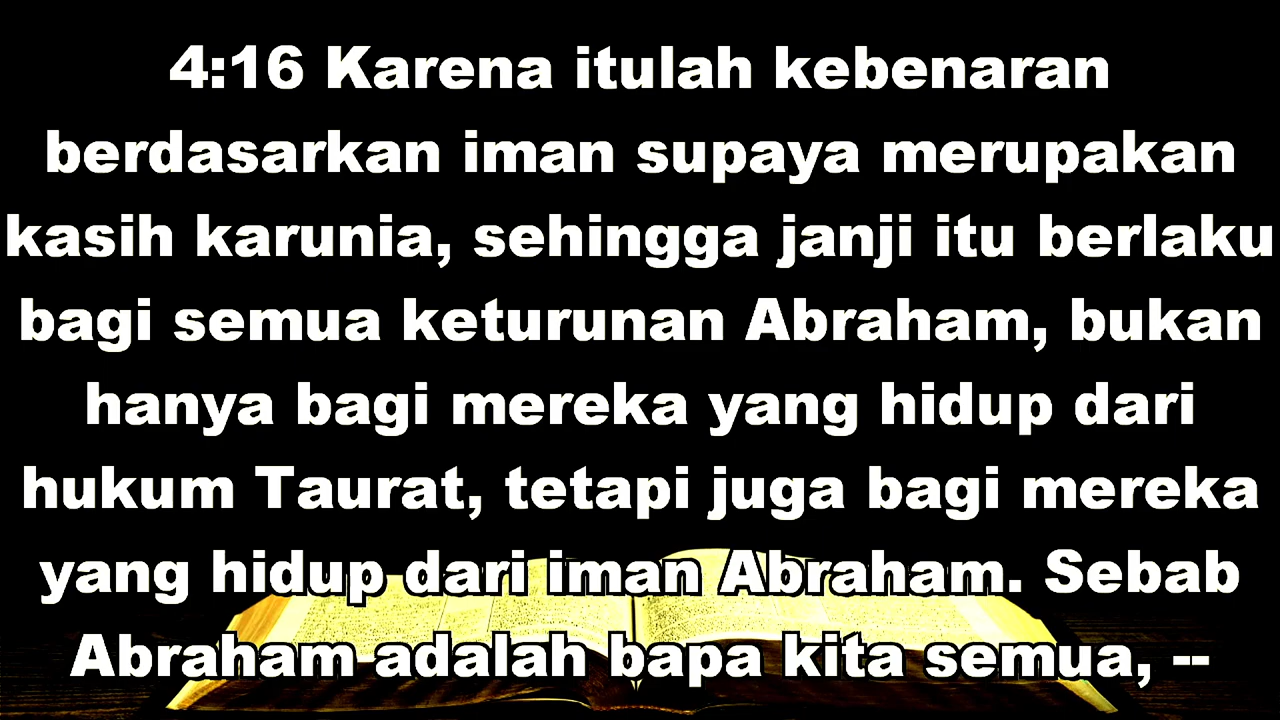 4:16 Karena itulah kebenaran
berdasarkan iman supaya merupakan
kasih karunia, sehingga janji itu berlaku
bagi semua keturunan Abraham, bukan
hanya bagi mereka yang hidup dari
hukum Taurat, tetapi juga bagi mereka
yang hidup dari iman Abraham. Sebab
Abraham adalah bapa kita semua, --